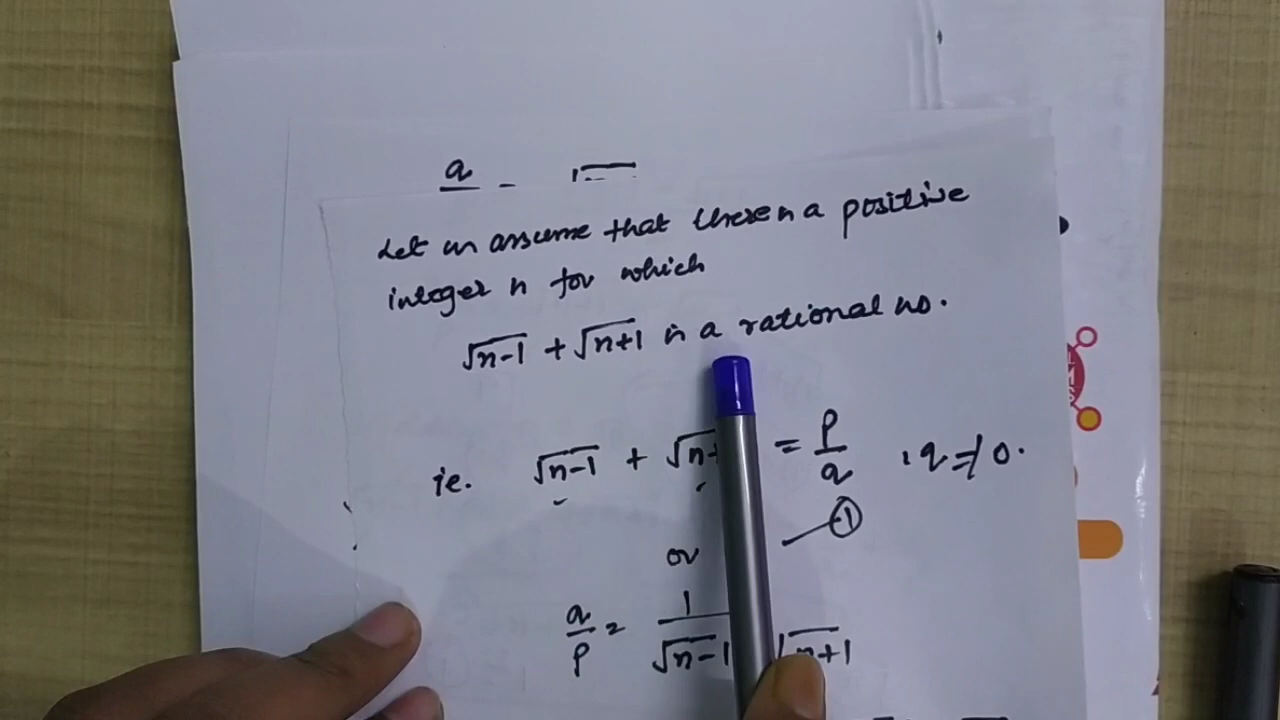 a
Let us assume that there is a positive
integer n for which
√n-1 + √n+1 is a rational no.
ie. √n-1 + √n = p/q , q ≠ 0.
1
or
q/p = 1/√n-1 √n+1